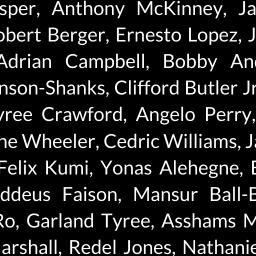 sper, Anthony McKinney, Ja
obert Berger, Ernesto Lopez, J
Adrian Campbell, Bobby An
nson-Shanks, Clifford Butler Jr
yree Crawford, Angelo Perry,
ne Wheeler, Cedric Williams, Ja
Felix Kumi, Yonas Alehegne, E
addeus Faison, Mansur Ball-B
Ro, Garland Tyree, Asshams M
arshall, Redel Jones, Nathanie